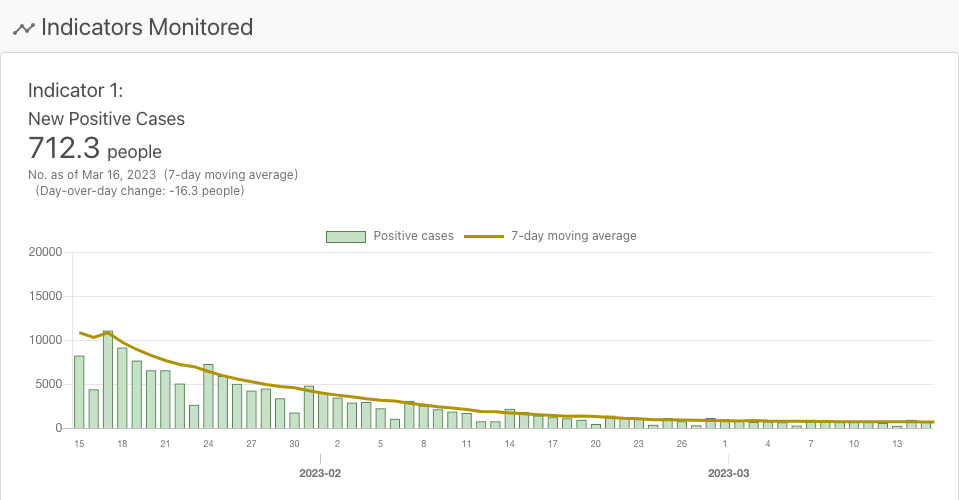 Indicators Monitored
Indicator 1:
New Positive Cases
712.3 people
No. as of Mar 16, 2023 (7-day moving average)
(Day-over-day change: -16.3 people)
Positive cases 7-day moving average
20000
15000
10000
5000
0
15 18 21 24 27 30 2 5 8 11 14 17 20 23 26 1 4 7 10 13
2023-02 2023-03